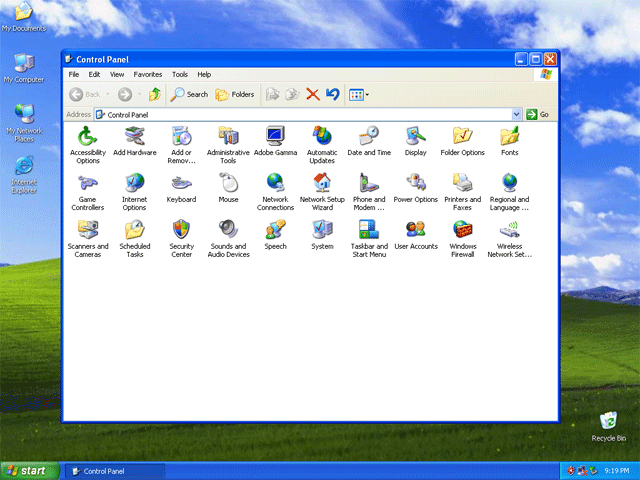 My Documents
My Computer
My Network
Places
Internet
Explorer
Control Panel
File Edit View Favorites Tools Help
Back Search Folders
Address Control Panel Go
Accessibility
Options
Add Hardware
Add or
Remov...
Administrative
Tools
Adobe Gamma
Automatic
Updates
Date and Time
Display
Folder Options
Fonts
Game
Controllers
Internet
Options
Keyboard
Mouse
Network
Connections
Network Setup
Wizard
Phone and
Modem ...
Power Options
Printers and
Faxes
Regional and
Language ...
Scanners and
Cameras
Scheduled
Tasks
Security
Center
Sounds and
Audio Devices
Speech
System
Taskbar and
Start Menu
User Accounts
Windows
Firewall
Wireless
Network Set...
Recycle Bin
start Control Panel 9:19 PM